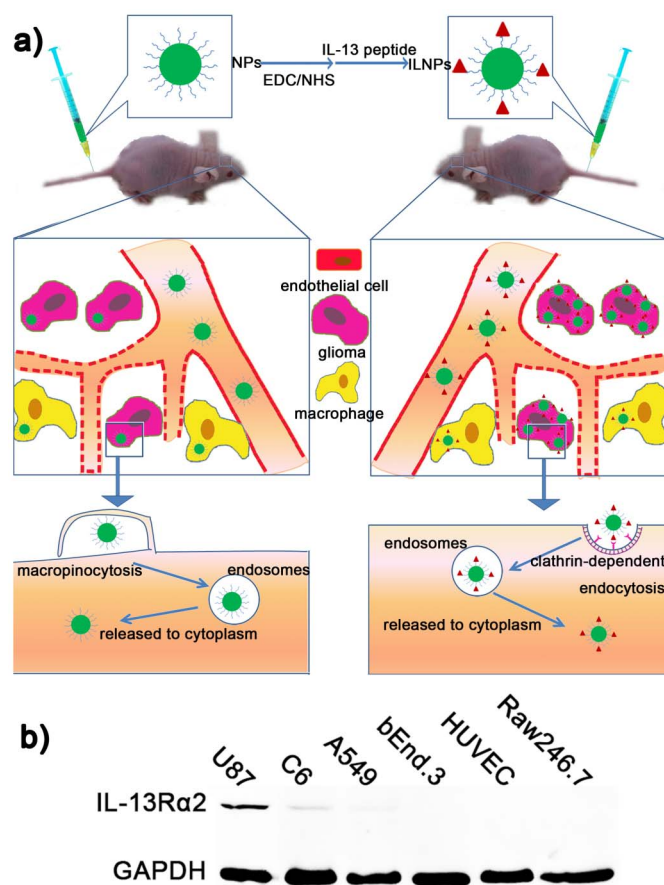 a)
NPs
EDC/NHS
IL-13 peptide
ILNPs
endothelial cell
glioma
macrophage
macropinocytosis
endosomes
released to cytoplasm
endosomes
clathrin-dependent
endocytosis
released to cytoplasm
b)
U87
C6
A549
bEnd.3
HUVEC
Raw246.7
IL-13Rα2
GAPDH